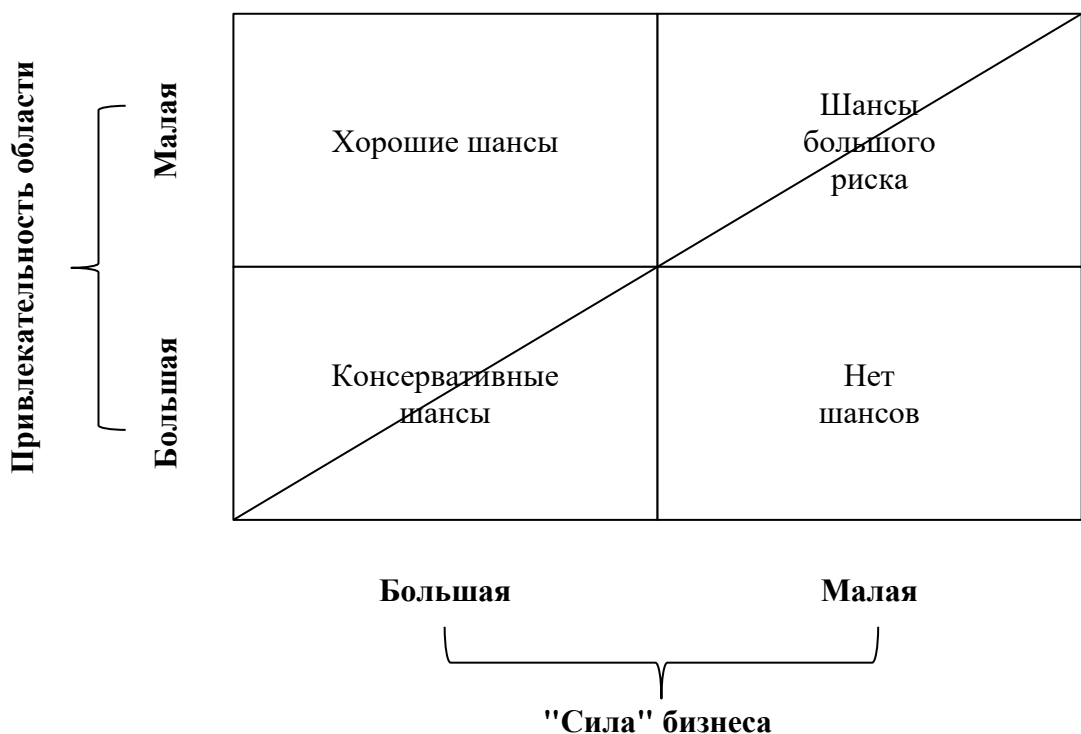 Привлекательность области
Малая
Большая
Хорошие шансы
Шансы
большого
риска
Консервативные
шансы
Нет
шансов
Большая
Малая
"Сила" бизнеса